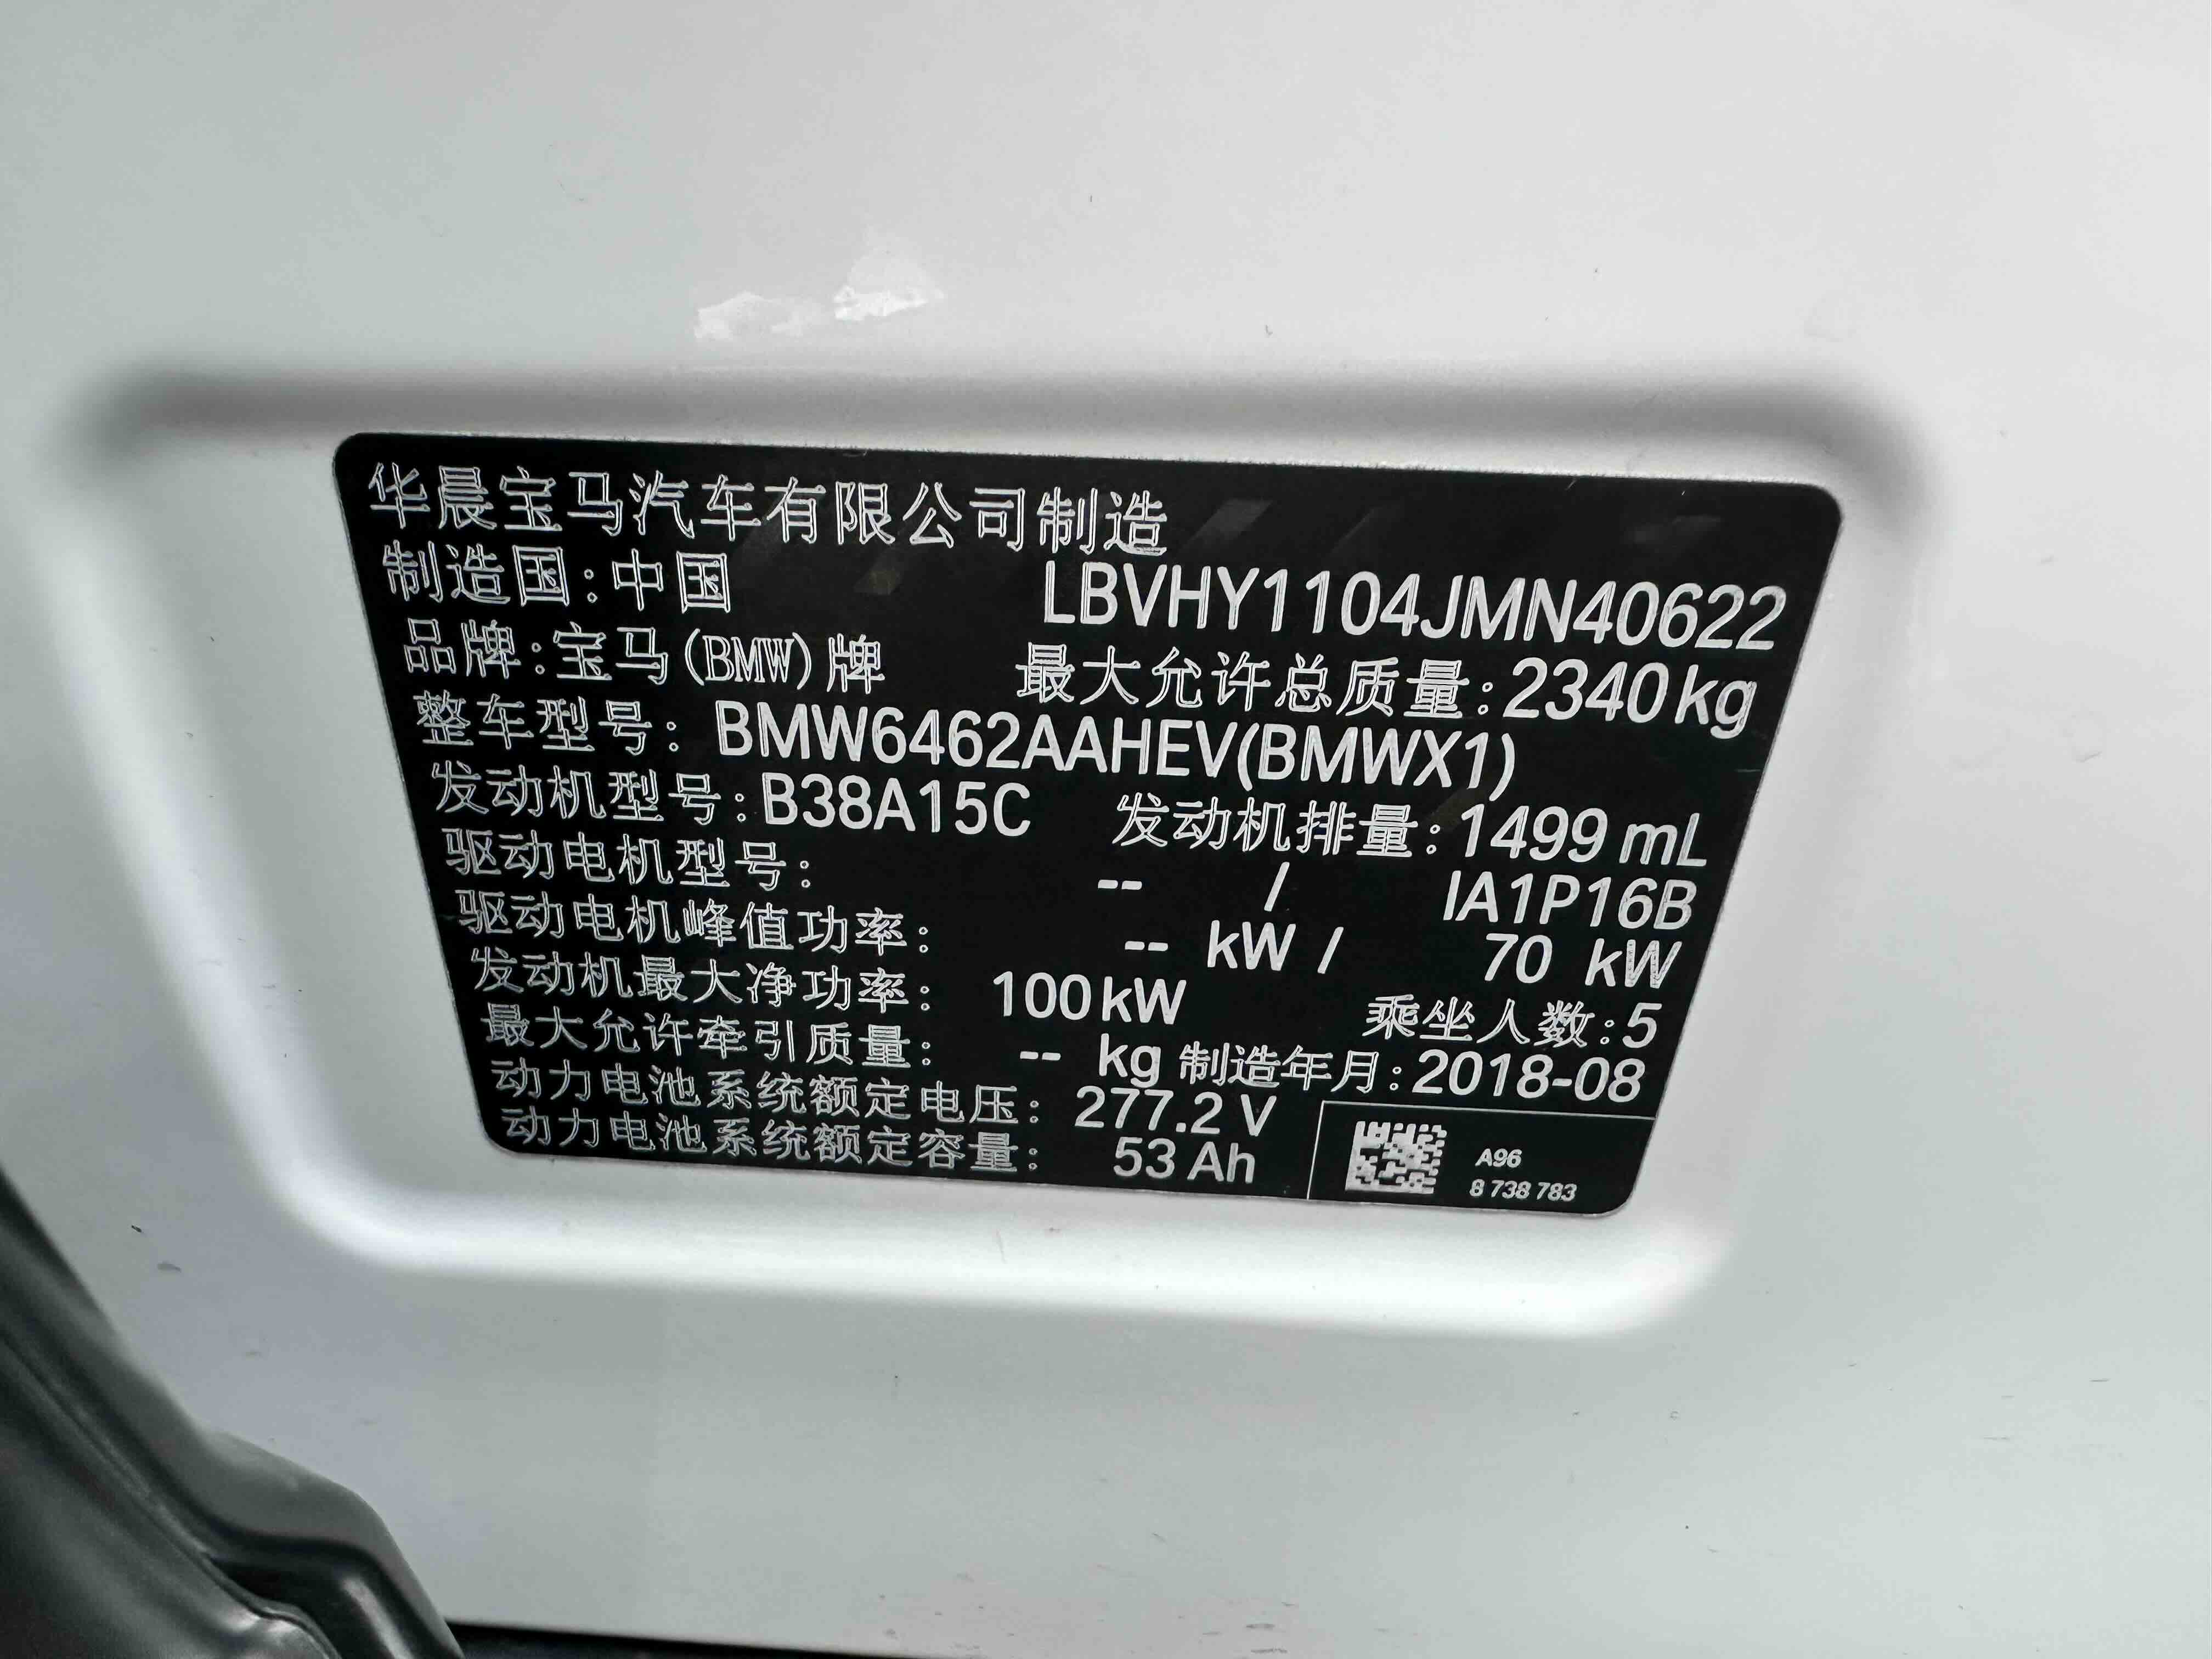 华晨宝马汽车有限公司制造
制造国:中国 LBVHY1104JMN40622
品牌:宝马(BMW)牌 最大允许总质量:2340kg
整车型号: BMW6462AAHEV(BMWX1)
发动机型号:B38A15C 发动机排量:1499 mL
驱动电机型号: -- / IA1P16B
驱动电机峰值功率: -- kW / 70 kW
发动机最大净功率: 100kW 乘坐人数:5
最大允许牵引质量: -- kg 制造年月:2018-08
动力电池系统额定电压: 277.2 V
动力电池系统额定容量: 53 Ah
A96
8 738 783